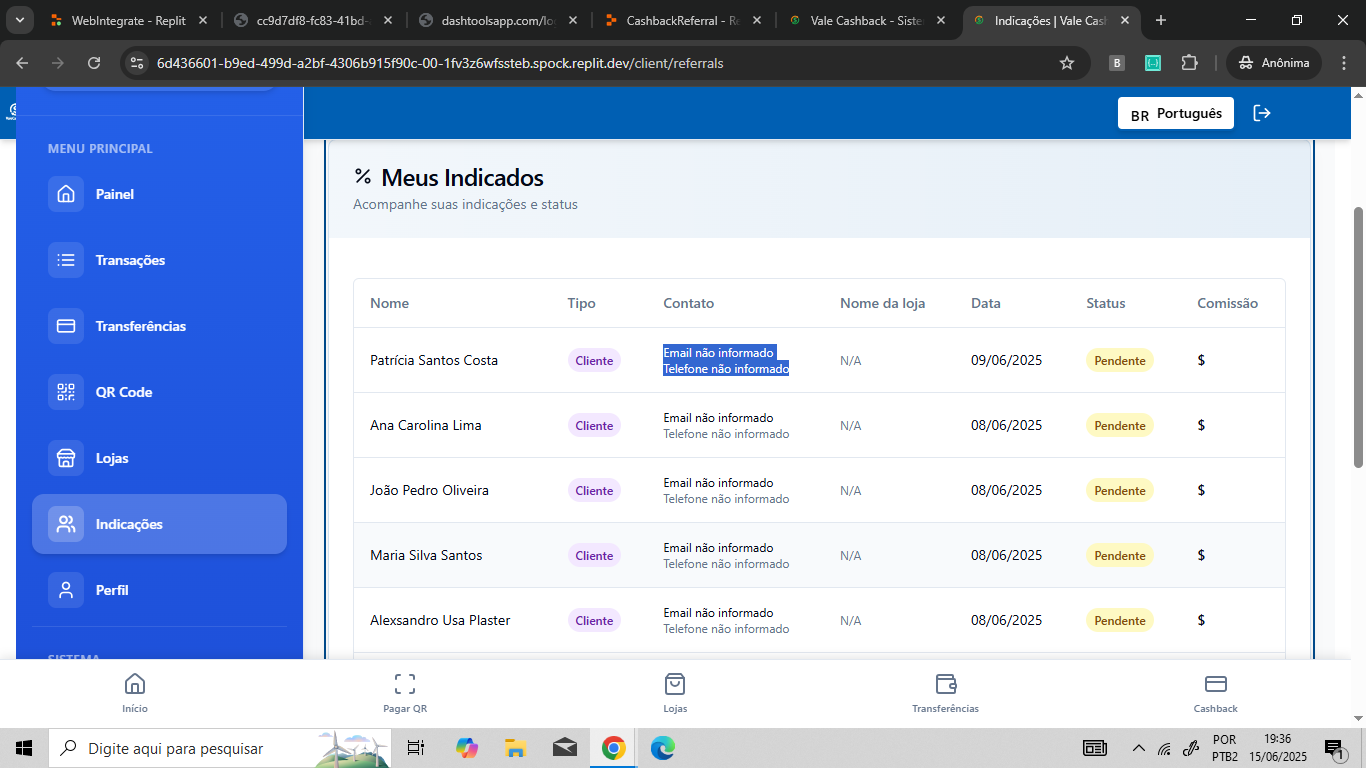 WebIntegrate - Replit
cc9d7df8-fc83-41bd-
dashtoolsapp.com/lo
CashbackReferral - Re
Vale Cashback - Siste
Indicações | Vale Cash
6d436601-b9ed-499d-a2bf-4306b915f90c-00-1fv3z6wfssteb.spock.replit.dev/client/referrals
B
Anônima
BR Português
MENU PRINCIPAL
Painel
Transações
Transferências
QR Code
Lojas
Indicações
Perfil
SISTEMA
Meus Indicados
Acompanhe suas indicações e status
Nome Tipo Contato Nome da loja Data Status Comissão
Patrícia Santos Costa Cliente Email não informado N/A 09/06/2025 Pendente $
Telefone não informado
Ana Carolina Lima Cliente Email não informado N/A 08/06/2025 Pendente $
Telefone não informado
João Pedro Oliveira Cliente Email não informado N/A 08/06/2025 Pendente $
Telefone não informado
Maria Silva Santos Cliente Email não informado N/A 08/06/2025 Pendente $
Telefone não informado
Alexsandro Usa Plaster Cliente Email não informado N/A 08/06/2025 Pendente $
Telefone não informado
Início
Pagar QR
Lojas
Transferências
Cashback
Digite aqui para pesquisar
POR
PTB2
19:36
15/06/2025
1